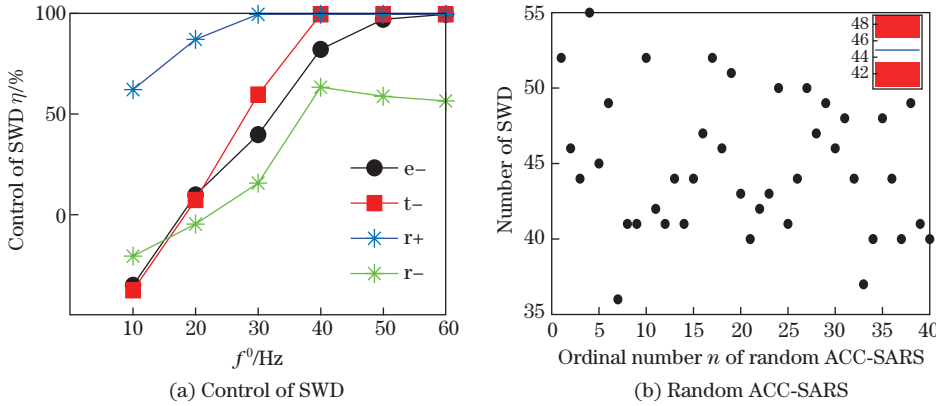 100
50
0
Control of SWD η/%
10
20
30
40
50
60
f⁰/Hz
e−
t−
r+
r−
(a) Control of SWD
55
50
45
40
35
Number of SWD
0
5
10
15
20
25
30
35
40
Ordinal number n of random ACC-SARS
48
46
44
42
(b) Random ACC-SARS